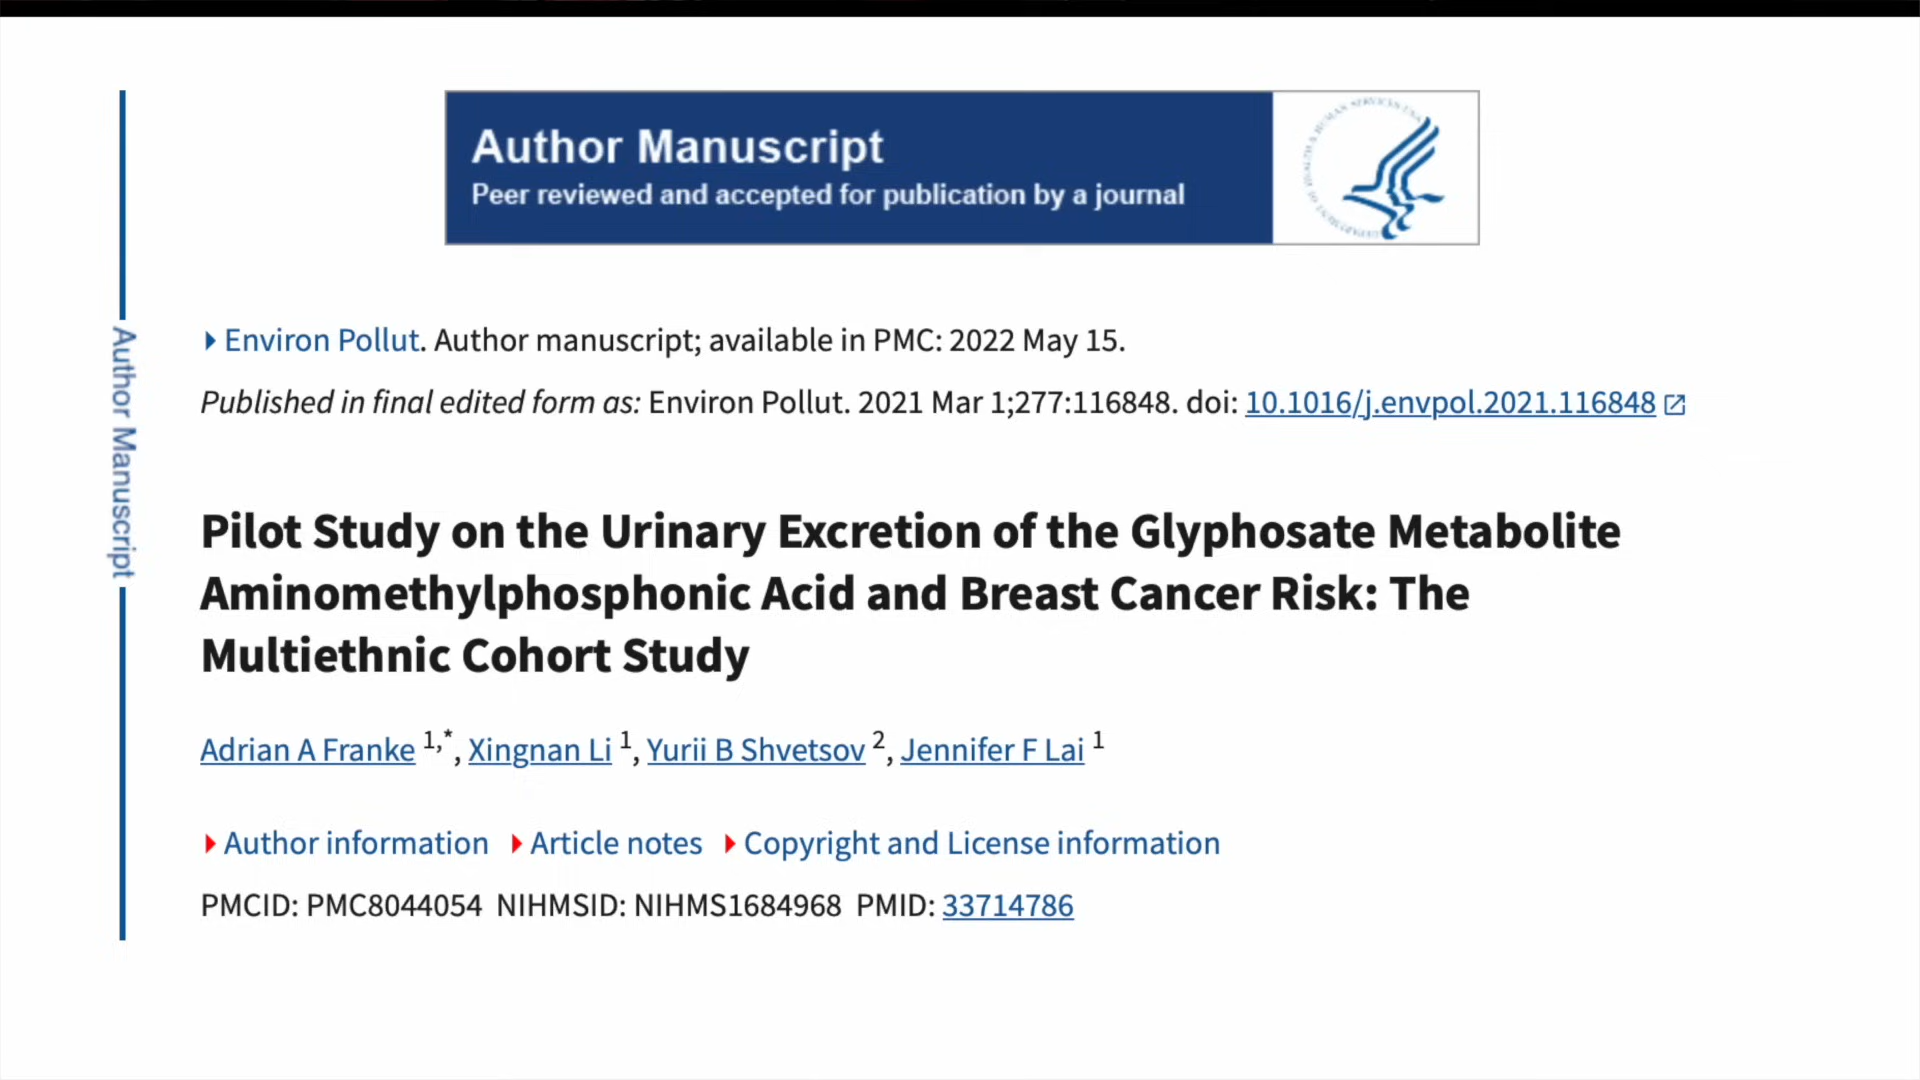 Author Manuscript
Peer reviewed and accepted for publication by a journal
Author Manuscript
Environ Pollut. Author manuscript; available in PMC: 2022 May 15.
Published in final edited form as: Environ Pollut. 2021 Mar 1;277:116848. doi: 10.1016/j.envpol.2021.116848
Pilot Study on the Urinary Excretion of the Glyphosate Metabolite
Aminomethylphosphonic Acid and Breast Cancer Risk: The
Multiethnic Cohort Study
Adrian A Franke 1,*, Xingnan Li 1, Yurii B Shvetsov 2, Jennifer F Lai 1
Author information Article notes Copyright and License information
PMCID: PMC8044054 NIHMSID: NIHMS1684968 PMID: 33714786